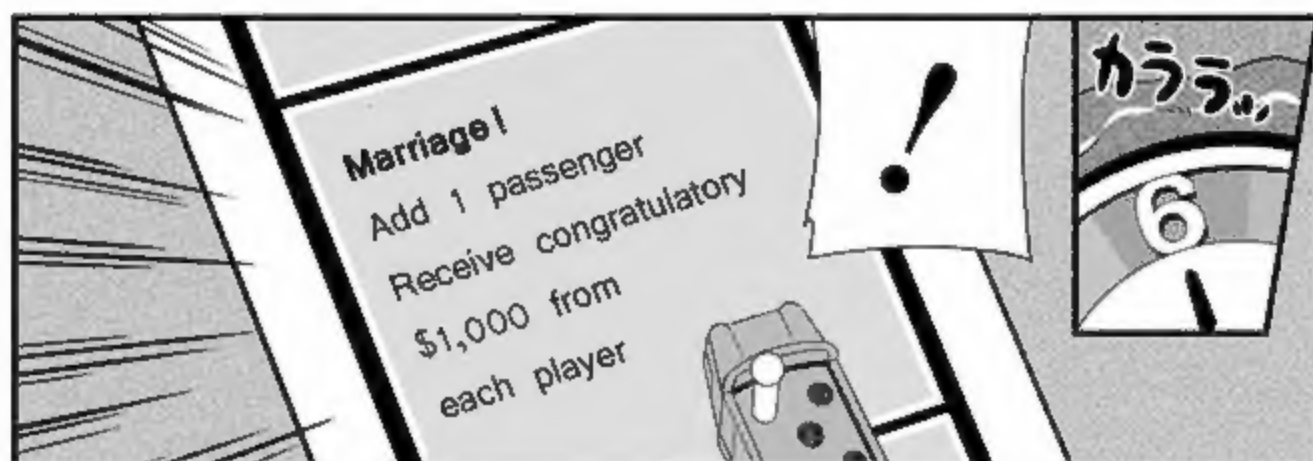 カララッ
6
!
Marriage!
Add 1 passenger
Receive congratulatory
$1,000 from
each player